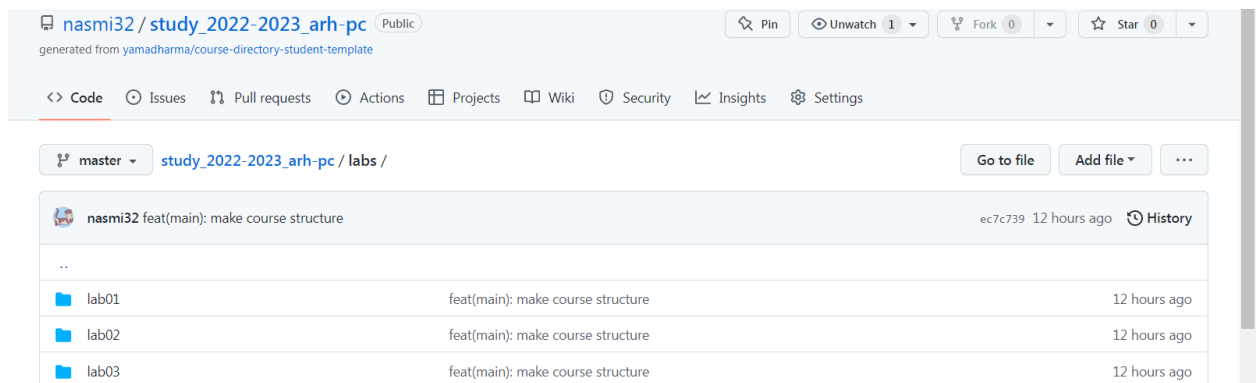 nasmi32 / study_2022-2023_arh-pc Public Pin Unwatch 1 Fork 0 Star 0
generated from yamadharma/course-directory-student-template
<> Code Issues Pull requests Actions Projects Wiki Security Insights Settings
master study_2022-2023_arh-pc / labs / Go to file Add file ...
nasmi32 feat(main): make course structure ec7c739 12 hours ago History
..
lab01 feat(main): make course structure 12 hours ago
lab02 feat(main): make course structure 12 hours ago
lab03 feat(main): make course structure 12 hours ago